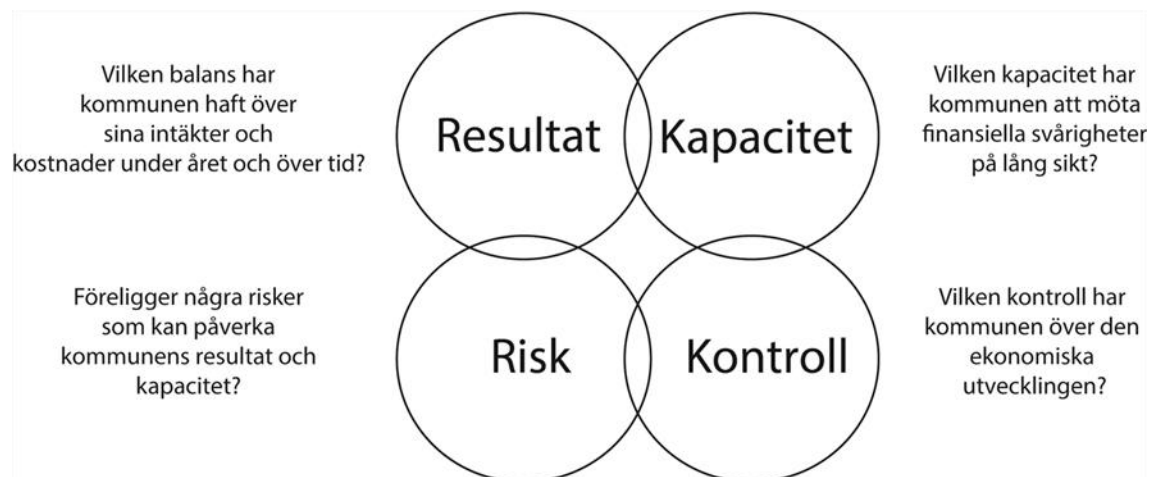 Vilken balans har
kommunen haft över
sina intäkter och
kostnader under året och över tid?
Resultat
Kapacitet
Vilken kapacitet har
kommunen att möta
finansiella svårigheter
på lång sikt?
Föreligger några risker
som kan påverka
kommunens resultat och
kapacitet?
Risk
Kontroll
Vilken kontroll har
kommunen över den
ekonomiska
utvecklingen?